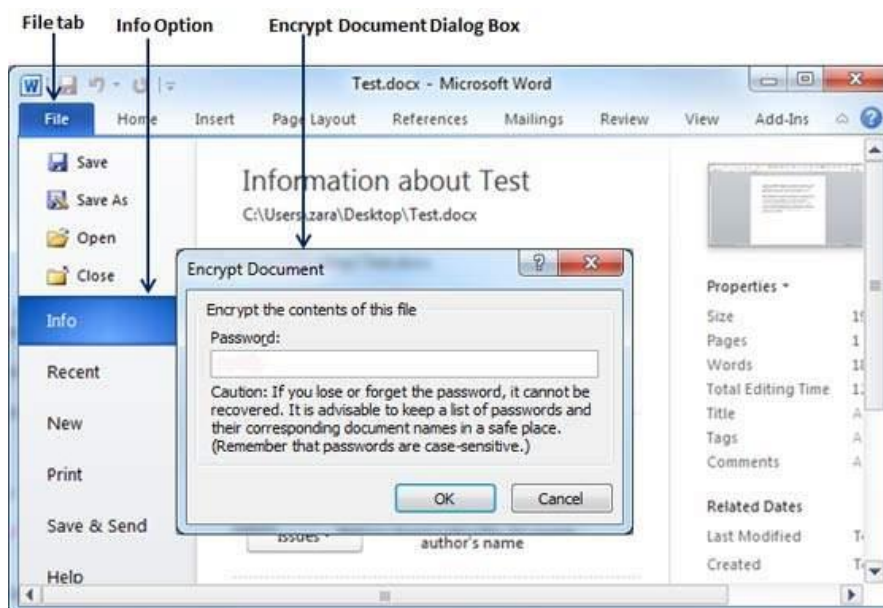 File tab Info Option Encrypt Document Dialog Box
Test.docx - Microsoft Word
File Home Insert Page Layout References Mailings Review View Add-Ins
Save
Save As
Open
Close
Info
Recent
New
Print
Save & Send
Help
Information about Test
C:\Users\zara\Desktop\Test.docx
Encrypt Document
Encrypt the contents of this file
Password:
Caution: If you lose or forget the password, it cannot be
recovered. It is advisable to keep a list of passwords and
their corresponding document names in a safe place.
(Remember that passwords are case-sensitive.)
OK Cancel
Issues
author's name
Properties
Size 19
Pages 1
Words 18
Total Editing Time
Title A
Tags A
Comments A
Related Dates
Last Modified
Created